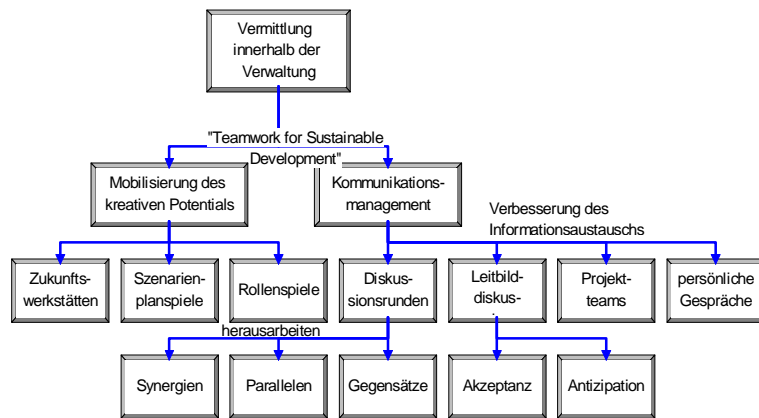 Vermittlung
innerhalb der
Verwaltung
"Teamwork for Sustainable
Development"
Mobilisierung des
kreativen Potentials
Kommunikations-
management
Verbesserung des
Informationsaustauschs
Zukunfts-
werkstätten
Szenarien-
planspiele
Rollenspiele
Diskus-
sionsrunden
Leitbild-
diskus-
Projekt-
teams
persönliche
Gespräche
herausarbeiten
Synergien
Parallelen
Gegensätze
Akzeptanz
Antizipation